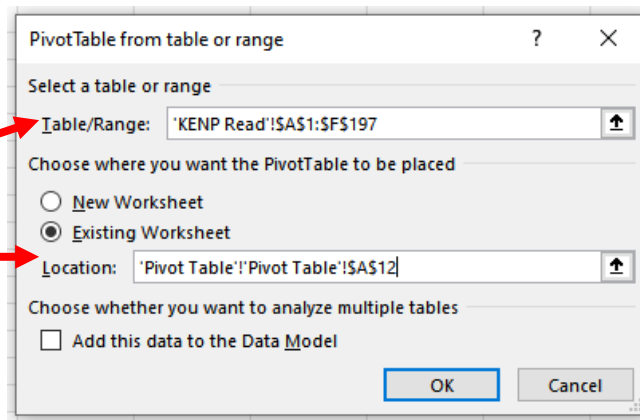 PivotTable from table or range ? ×
Select a table or range
Table/Range: 'KENP Read'!$A$1:$F$197
Choose where you want the PivotTable to be placed
New Worksheet
Existing Worksheet
Location: 'Pivot Table'!'Pivot Table'!$A$12
Choose whether you want to analyze multiple tables
Add this data to the Data Model
OK Cancel